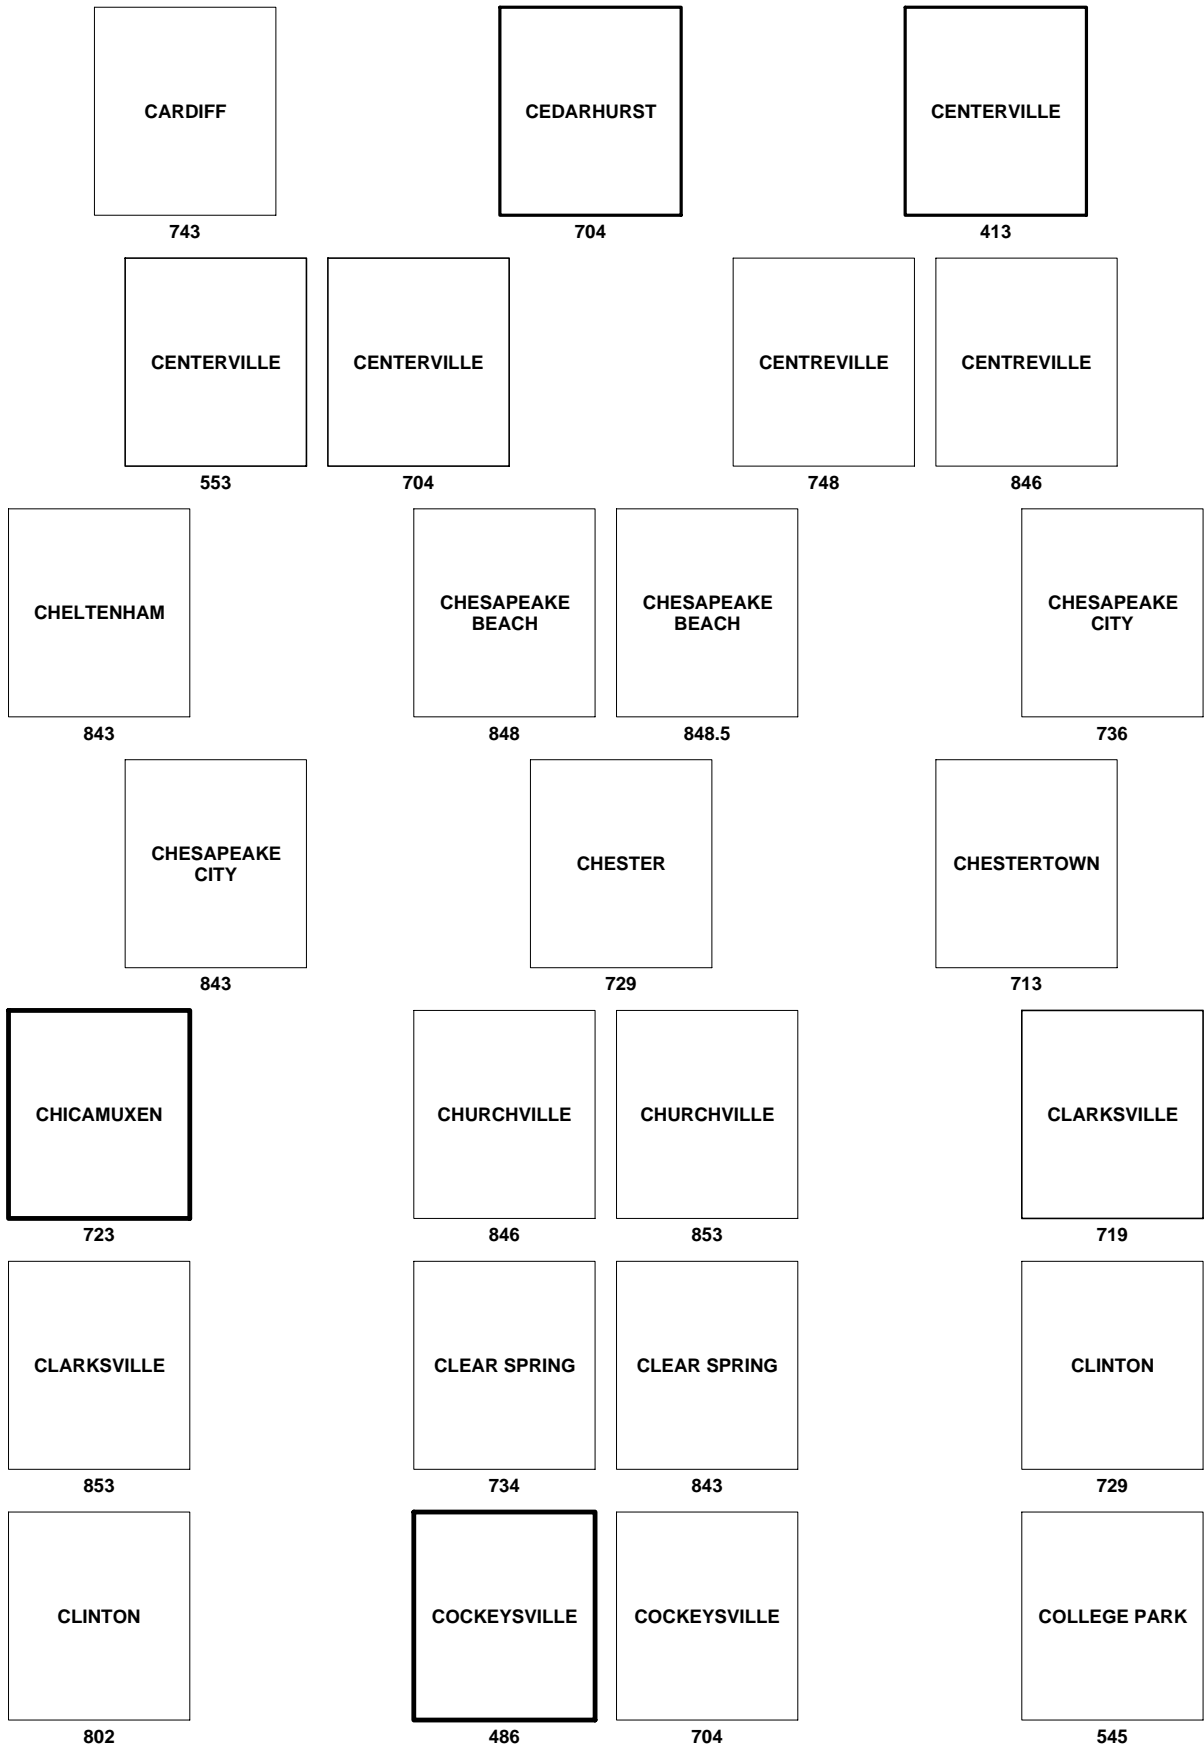 CARDIFF
743
CEDARHURST
704
CENTERVILLE
413
CENTERVILLE
553
CENTERVILLE
704
CENTREVILLE
748
CENTREVILLE
846
CHELTENHAM
843
CHESAPEAKE
BEACH
848
CHESAPEAKE
BEACH
848.5
CHESAPEAKE
CITY
736
CHESAPEAKE
CITY
843
CHESTER
729
CHESTERTOWN
713
CHICAMUXEN
723
CHURCHVILLE
846
CHURCHVILLE
853
CLARKSVILLE
719
CLARKSVILLE
853
CLEAR SPRING
734
CLEAR SPRING
843
CLINTON
729
CLINTON
802
COCKEYSVILLE
486
COCKEYSVILLE
704
COLLEGE PARK
545